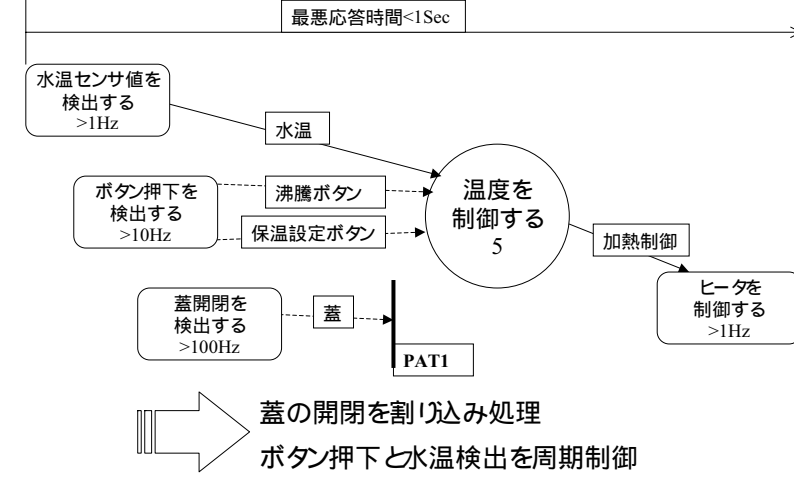 最悪応答時間<1Sec
水温センサ値を
検出する
>1Hz
水温
ボタン押下を
検出する
>10Hz
沸騰ボタン
保温設定ボタン
温度を
制御する
5
加熱制御
ヒータを
制御する
>1Hz
蓋開閉を
検出する
>100Hz
蓋
PAT1
蓋の開閉を割り込み処理
ボタン押下と水温検出を周期制御